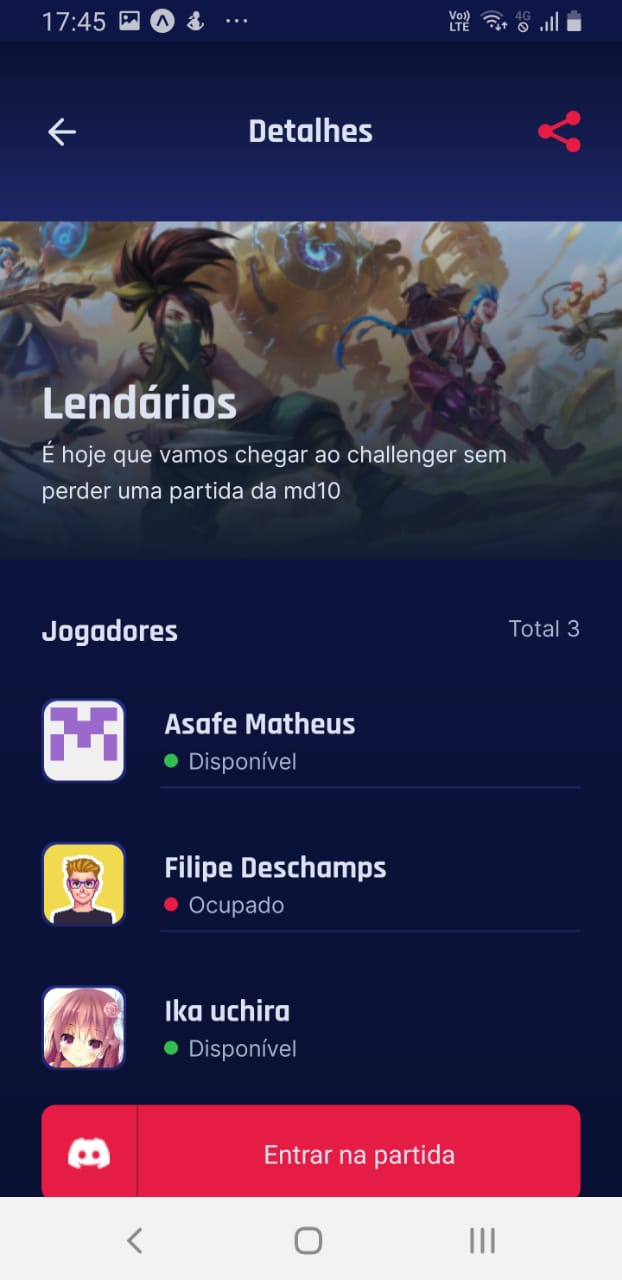 17:45
Vo)) 4G
LTE
Detalhes
Lendários
É hoje que vamos chegar ao challenger sem
perder uma partida da md10
Jogadores
Total 3
Asafe Matheus
Disponível
Filipe Deschamps
Ocupado
Ika uchira
Disponível
Entrar na partida